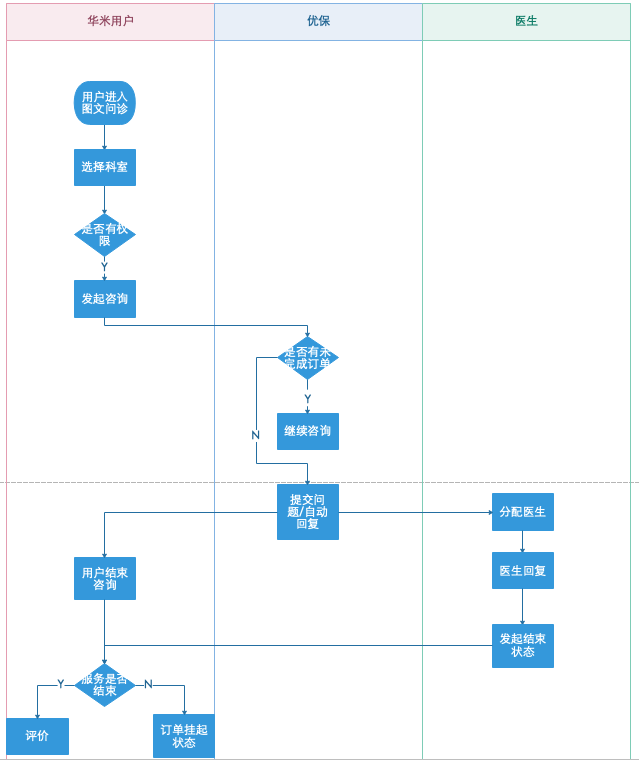 华米用户
优保
医生
用户进入
图文问诊
选择科室
是否有权
限
Y
发起咨询
是否有未
完成订单
Y
继续咨询
N
提交问
题/自动
回复
分配医生
用户结束
咨询
医生回复
发起结束
状态
服务是否
结束
Y
N
评价
订单挂起
状态